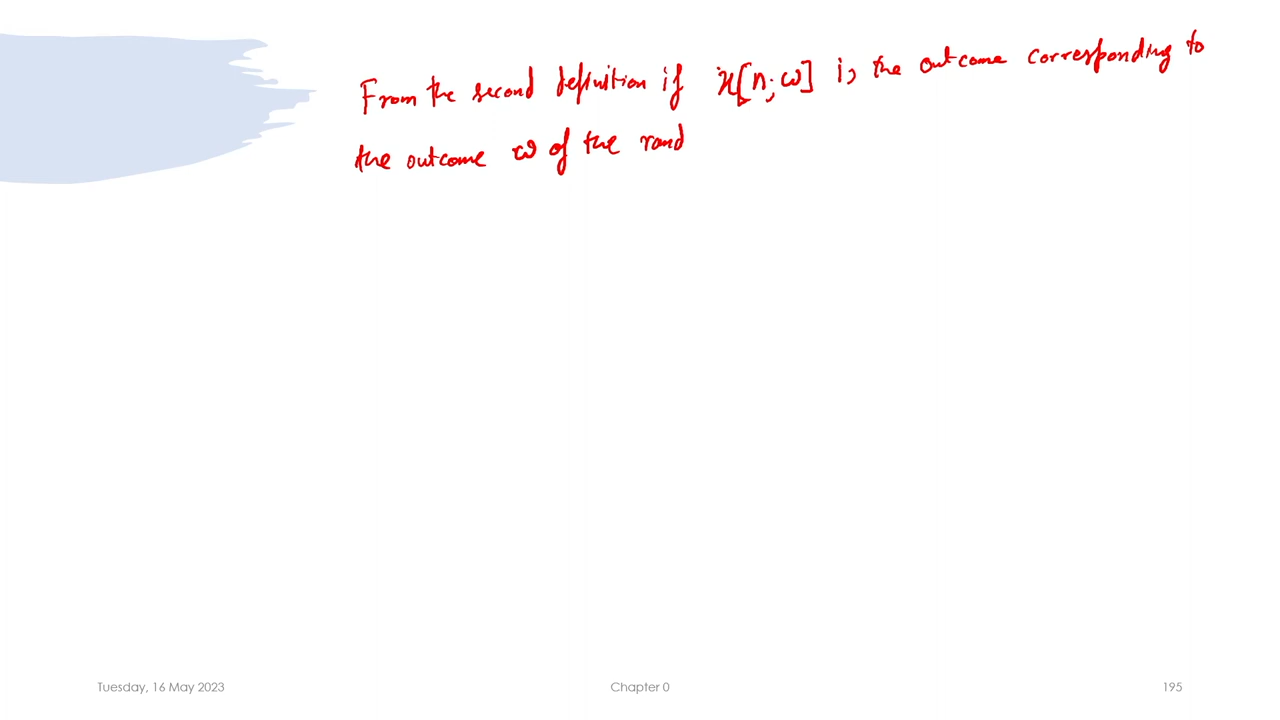 From the second definition if x[n;ω] is the outcome corresponding to
the outcome ω of the rand
Tuesday, 16 May 2023
Chapter 0
195